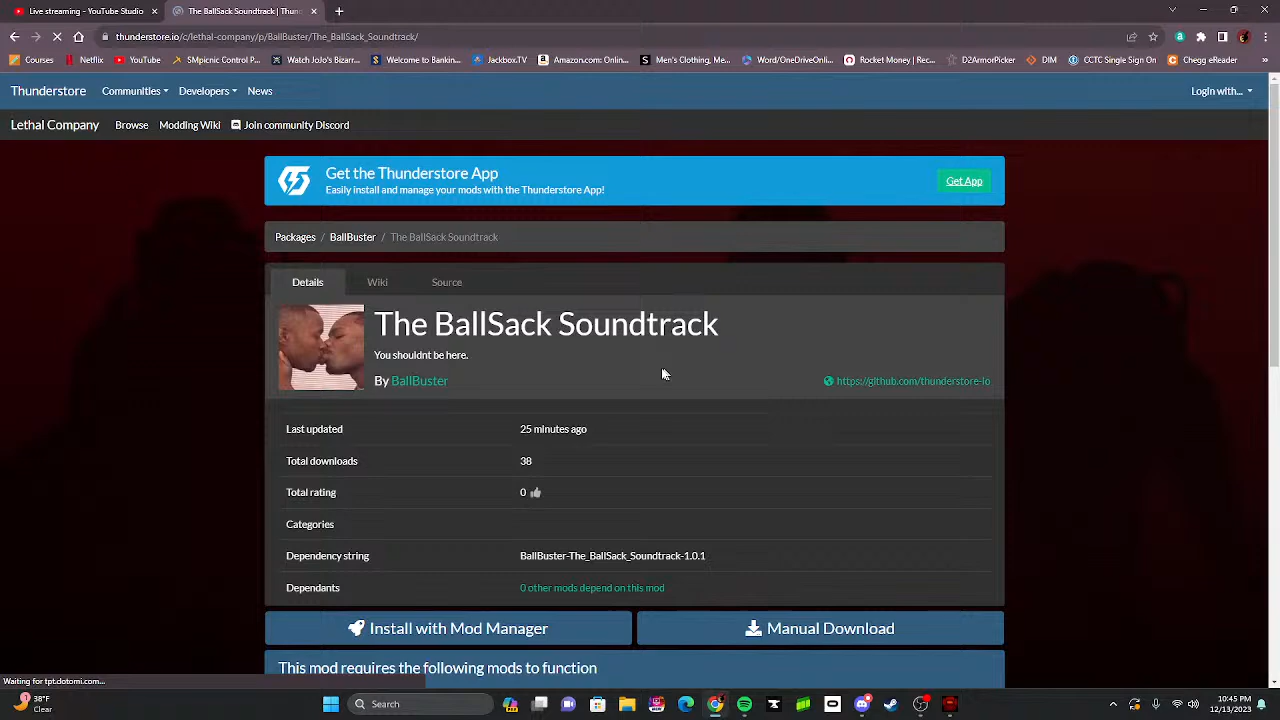 Live streaming - YouTube Studio
The BallSack Soundtrack | Thun
thunderstore.io/c/lethal-company/p/BallBuster/The_BallSack_Soundtrack/
Courses Netflix YouTube SMpicnic Control P... Watch JoJo's Bizarr... Welcome to Bankin... Jackbox.TV Amazon.com: Onlin... Men's Clothing, Me... Word/OneDriveOnli... Rocket Money | Rec... D2ArmorPicker DIM CCTC Single Sign On Cncgg eReader »
Thunderstore Communities Developers News Login with...
Lethal Company Browse Modding Wiki Join community Discord
Get the Thunderstore App
Easily install and manage your mods with the Thunderstore App!
Get App
Packages / BallBuster / The BallSack Soundtrack
Details Wiki Source
The BallSack Soundtrack
You shouldnt be here.
By BallBuster
https://github.com/thunderstore-io
Last updated 25 minutes ago
Total downloads 38
Total rating 0
Categories
Dependency string BallBuster-The_BallSack_Soundtrack-1.0.1
Dependants 0 other mods depend on this mod
Install with Mod Manager Manual Download
This mod requires the following mods to function
Waiting for tpt.dotomi.com...
38°F
Clear
Search
10:45 PM
12/13/2023